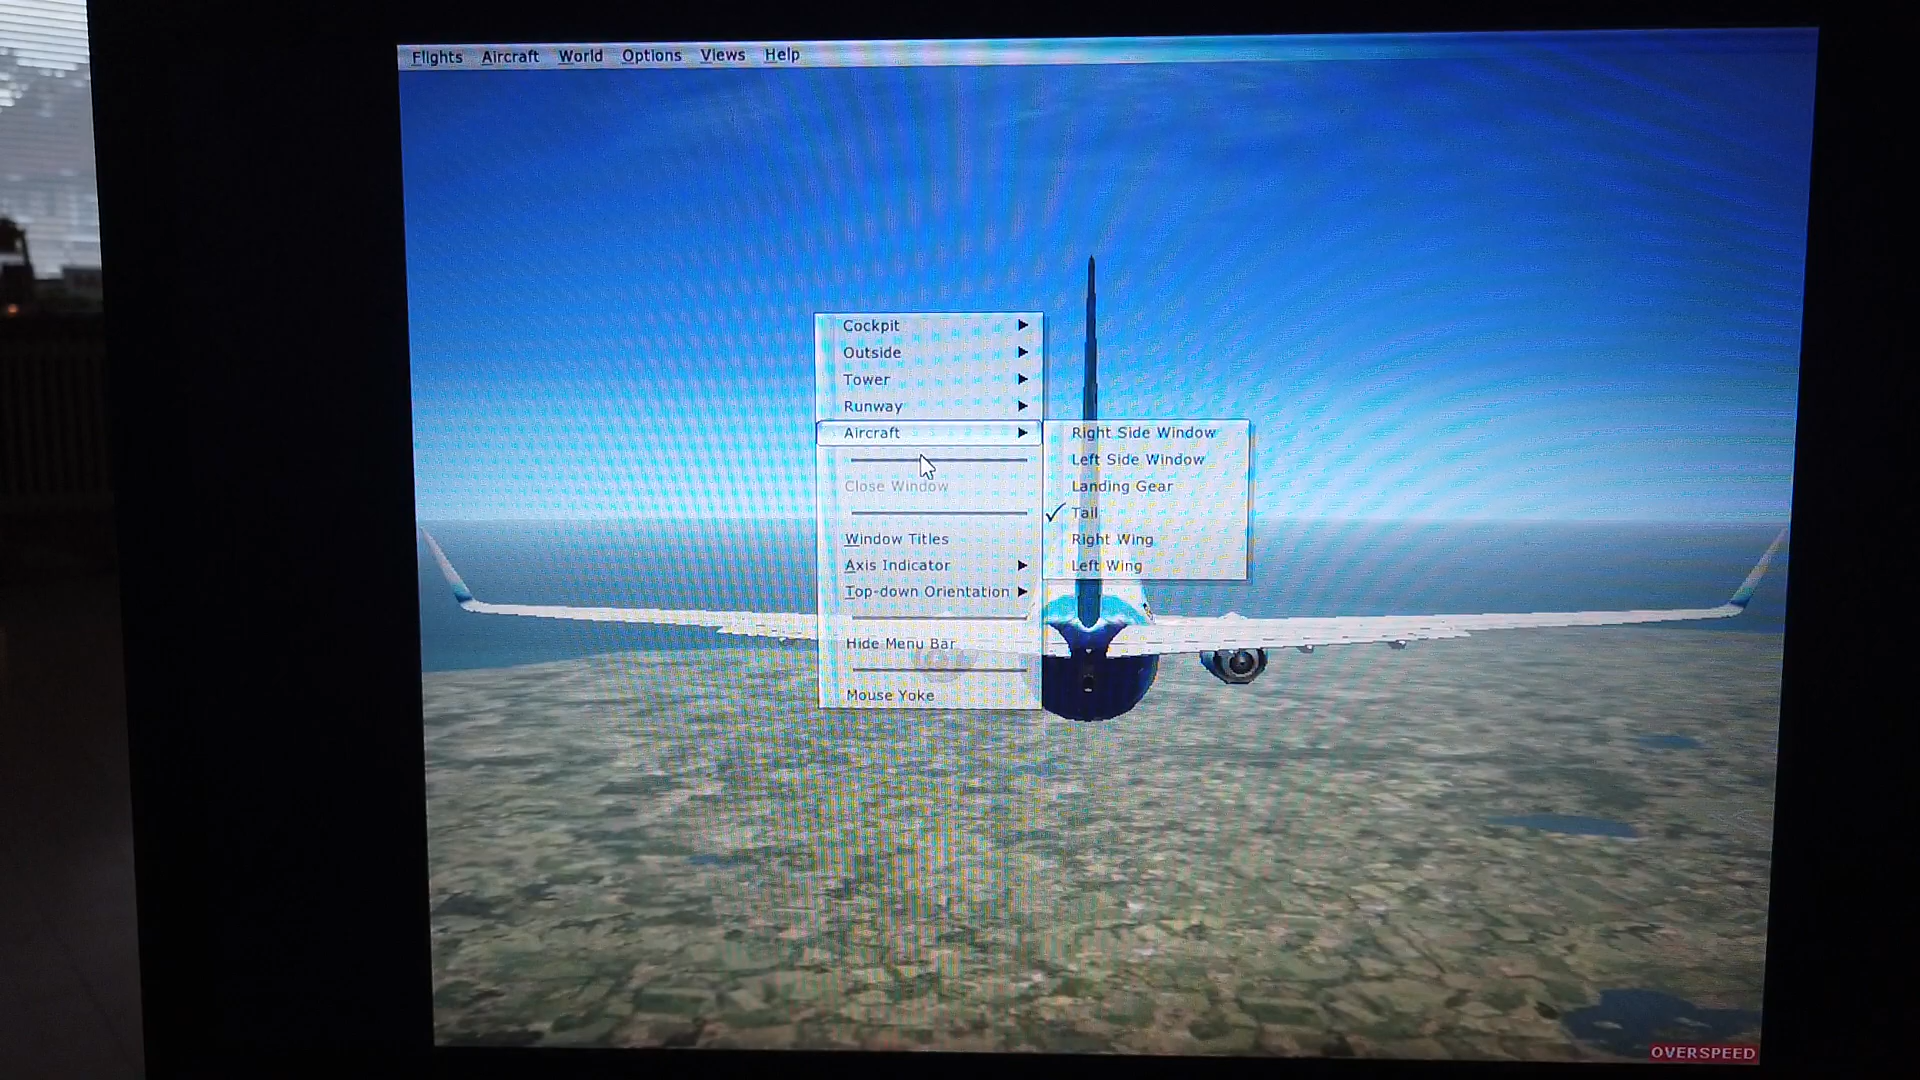 Flights Aircraft World Options Views Help
Cockpit
Outside
Tower
Runway
Aircraft
Close Window
Window Titles
Axis Indicator
Top-down Orientation
Hide Menu Bar
Mouse Yoke
Right Side Window
Left Side Window
Landing Gear
Tail
Right Wing
Left Wing
OVERSPEED